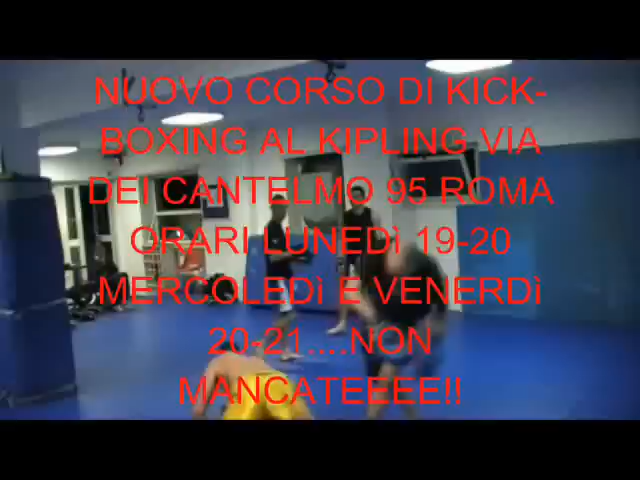 NUOVO CORSO DI KICK-
BOXING AL KIPLING VIA
DEI CANTELMO 95 ROMA
ORARI LUNEDÌ 19-20
MERCOLEDÌ E VENERDÌ
20-21....NON
MANCATEEEE!!